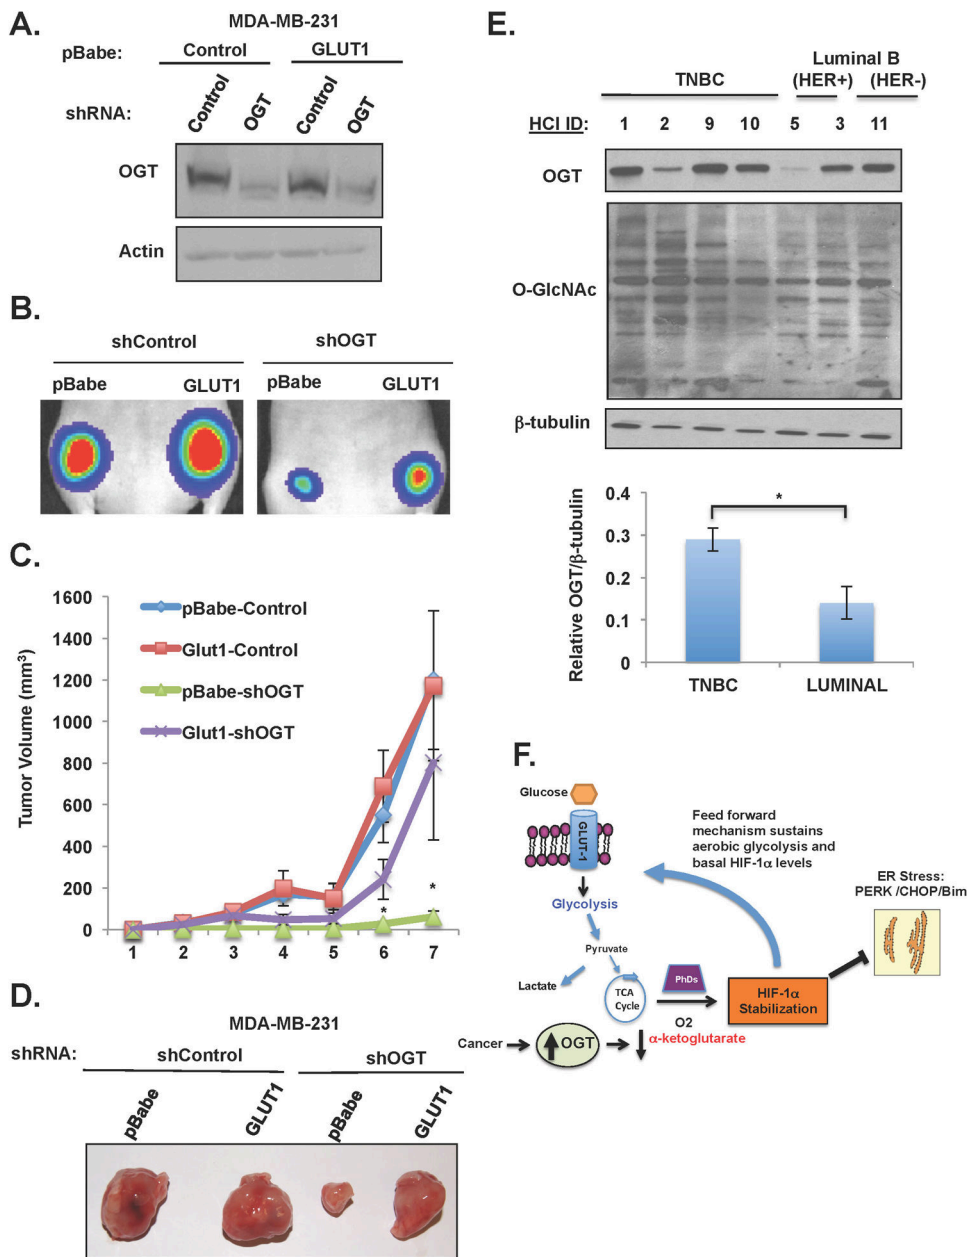 A.
MDA-MB-231
pBabe: Control GLUT1
shRNA: Control OGT Control OGT
OGT
Actin
B.
shControl shOGT
pBabe GLUT1 pBabe GLUT1
C.
Tumor Volume (mm³)
1600
1400
1200
1000
800
600
400
200
0
pBabe-Control
Glut1-Control
pBabe-shOGT
Glut1-shOGT
*
*
1 2 3 4 5 6 7
D.
MDA-MB-231
shRNA: shControl shOGT
pBabe GLUT1 pBabe GLUT1
E.
Luminal B
TNBC (HER+) (HER-)
HCI ID: 1 2 9 10 5 3 11
OGT
O-GlcNAc
β-tubulin
Relative OGT/β-tubulin
0.4
0.3
0.2
0.1
0
*
TNBC LUMINAL
F.
Glucose
GLUT-1
Glycolysis
Pyruvate
Lactate
TCA
Cycle
PhDs
O2
α-ketoglutarate
Cancer
OGT
HIF-1α
Stabilization
Feed forward
mechanism sustains
aerobic glycolysis and
basal HIF-1α levels
ER Stress:
PERK /CHOP/Bim